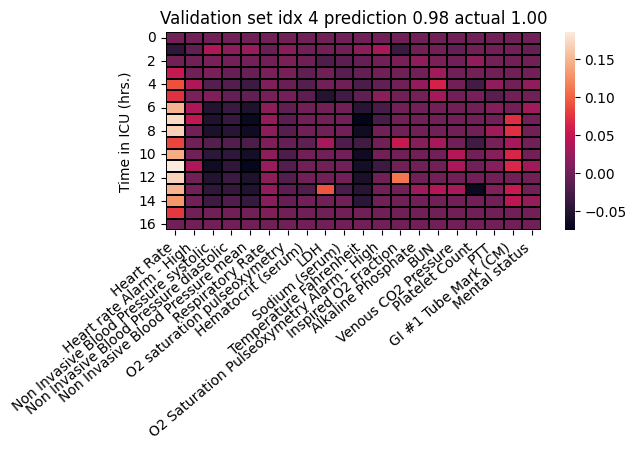 Validation set idx 4 prediction 0.98 actual 1.00
Time in ICU (hrs.)
0
2
4
6
8
10
12
14
16
0.15
0.10
0.05
0.00
−0.05
Heart Rate
Heart rate Alarm - High
Non Invasive Blood Pressure systolic
Non Invasive Blood Pressure diastolic
Non Invasive Blood Pressure mean
Respiratory Rate
O2 saturation pulseoxymetry
Hematocrit (serum)
LDH
Sodium (serum)
Temperature Fahrenheit
O2 Saturation Pulseoxymetry Alarm - High
Inspired O2 Fraction
Alkaline Phosphate
BUN
Venous CO2 Pressure
Platelet Count
PTT
GI #1 Tube Mark (CM)
Mental status